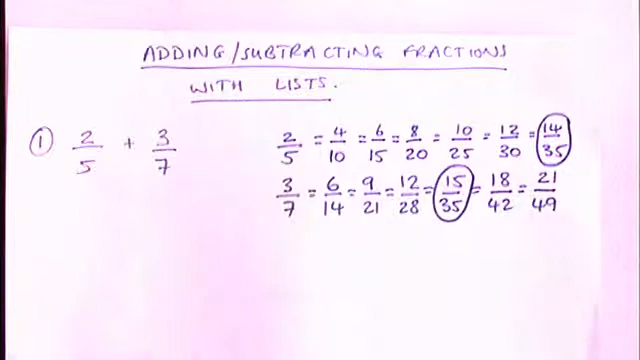 ADDING/SUBTRACTING FRACTIONS
WITH LISTS.
① 2/5 + 3/7
2/5 = 4/10 = 6/15 = 8/20 = 10/25 = 12/30 = 14/35
3/7 = 6/14 = 9/21 = 12/28 = 15/35 = 18/42 = 21/49